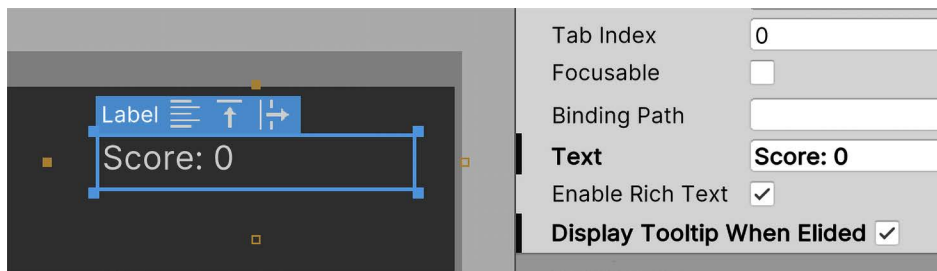 Label
Score: 0
Tab Index 0
Focusable
Binding Path
Text Score: 0
Enable Rich Text
Display Tooltip When Elided